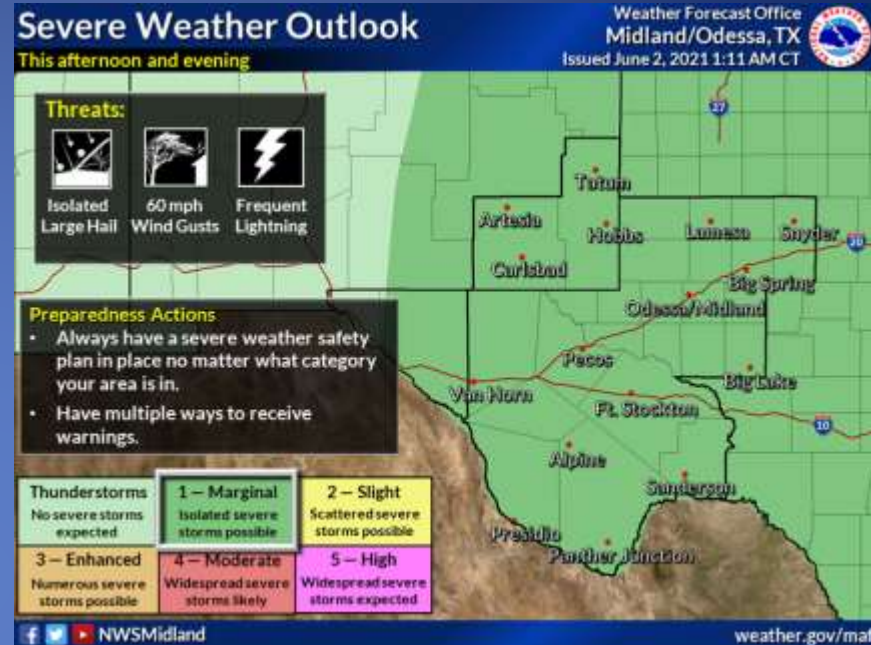 Severe Weather Outlook
This afternoon and evening
Weather Forecast Office
Midland/Odessa, TX
Issued June 2, 2021 1:11 AM CT
Threats:
Isolated
Large Hail
60 mph
Wind Gusts
Frequent
Lightning
Preparedness Actions
• Always have a severe weather safety
plan in place no matter what category
your area is in.
• Have multiple ways to receive
warnings.
27
Tatum
Artesia
Hobbs
Lamesa
Snyder
20
Carlsbad
Big Spring
Odessa/Midland
Pecos
Big Lake
Van Horn
Ft. Stockton
10
Alpine
Sanderson
Presidio
Panther Junction
Thunderstorms
No severe storms
expected
1 — Marginal
Isolated severe
storms possible
2 — Slight
Scattered severe
storms possible
3 — Enhanced
Numerous severe
storms possible
4 — Moderate
Widespread severe
storms likely
5 — High
Widespread severe
storms expected
NWSMidland
weather.gov/maf